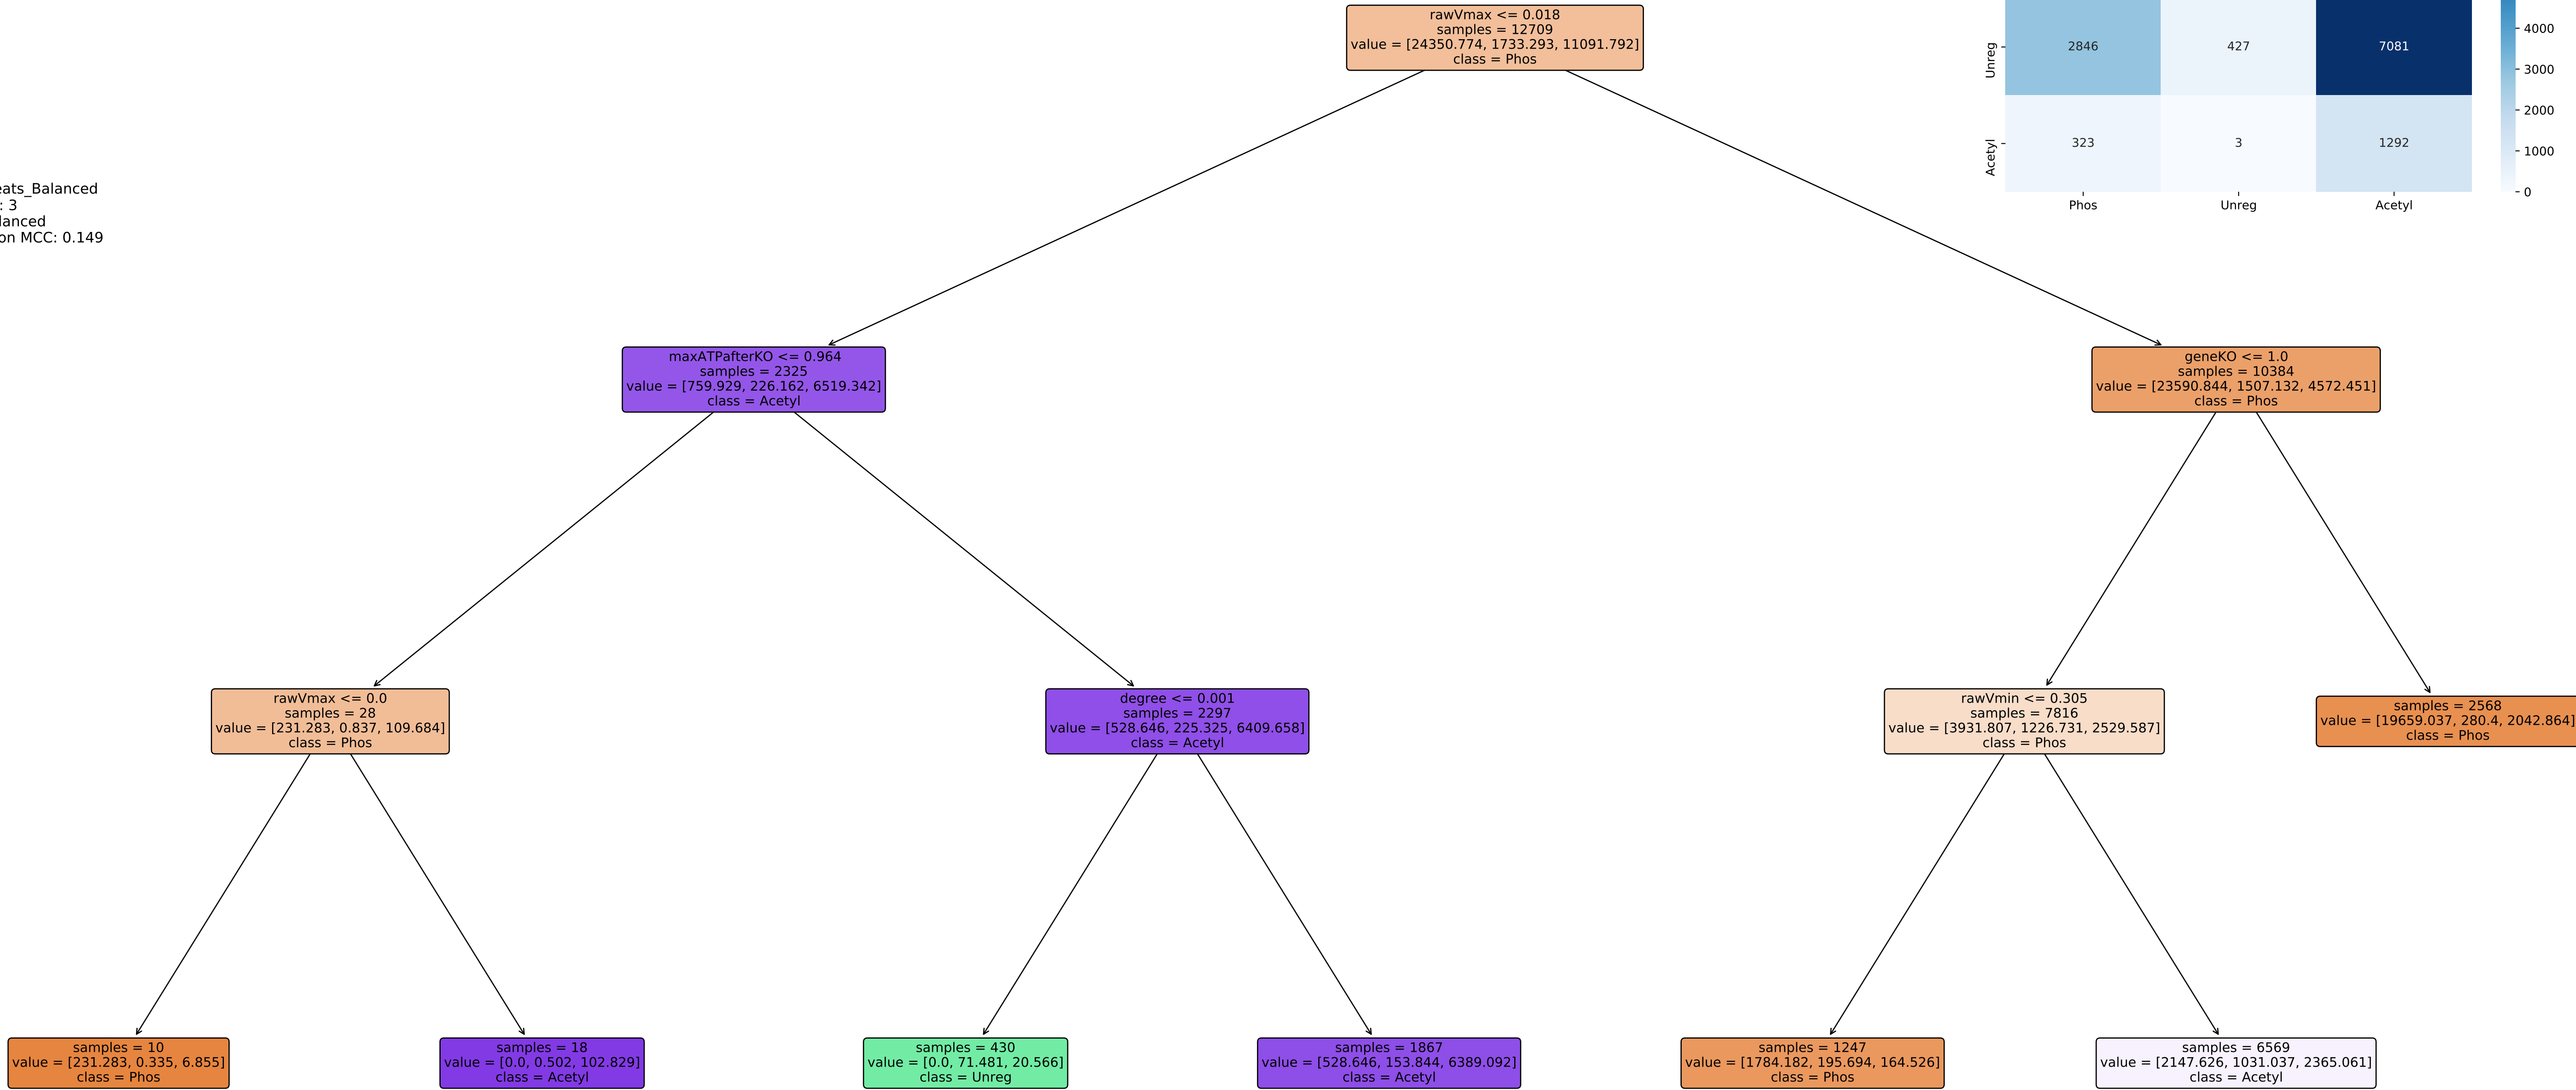 rawVmax <= 0.018
samples = 12709
value = [24350.774, 1733.293, 11091.792]
class = Phos
Unreg
2846
427
7081
Acetyl
323
3
1292
Phos
Unreg
Acetyl
4000
3000
2000
1000
0
eats_Balanced
: 3
lanced
on MCC: 0.149
maxATPafterKO <= 0.964
samples = 2325
value = [759.929, 226.162, 6519.342]
class = Acetyl
geneKO <= 1.0
samples = 10384
value = [23590.844, 1507.132, 4572.451]
class = Phos
rawVmax <= 0.0
samples = 28
value = [231.283, 0.837, 109.684]
class = Phos
degree <= 0.001
samples = 2297
value = [528.646, 225.325, 6409.658]
class = Acetyl
rawVmin <= 0.305
samples = 7816
value = [3931.807, 1226.731, 2529.587]
class = Phos
samples = 2568
value = [19659.037, 280.4, 2042.864]
class = Phos
samples = 10
value = [231.283, 0.335, 6.855]
class = Phos
samples = 18
value = [0.0, 0.502, 102.829]
class = Acetyl
samples = 430
value = [0.0, 71.481, 20.566]
class = Unreg
samples = 1867
value = [528.646, 153.844, 6389.092]
class = Acetyl
samples = 1247
value = [1784.182, 195.694, 164.526]
class = Phos
samples = 6569
value = [2147.626, 1031.037, 2365.061]
class = Acetyl